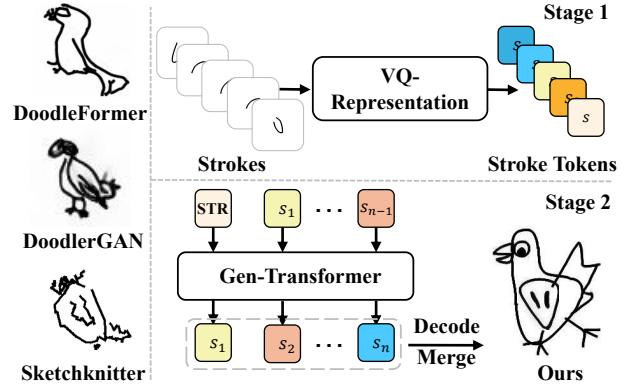 DoodleFormer
DoodlerGAN
Sketchknitter
Stage 1
VQ-
Representation
s
s
s
s
s
Strokes
Stroke Tokens
Stage 2
STR s₁ ... sₙ₋₁
Gen-Transformer
s₁ s₂ ... sₙ
Decode
Merge
Ours